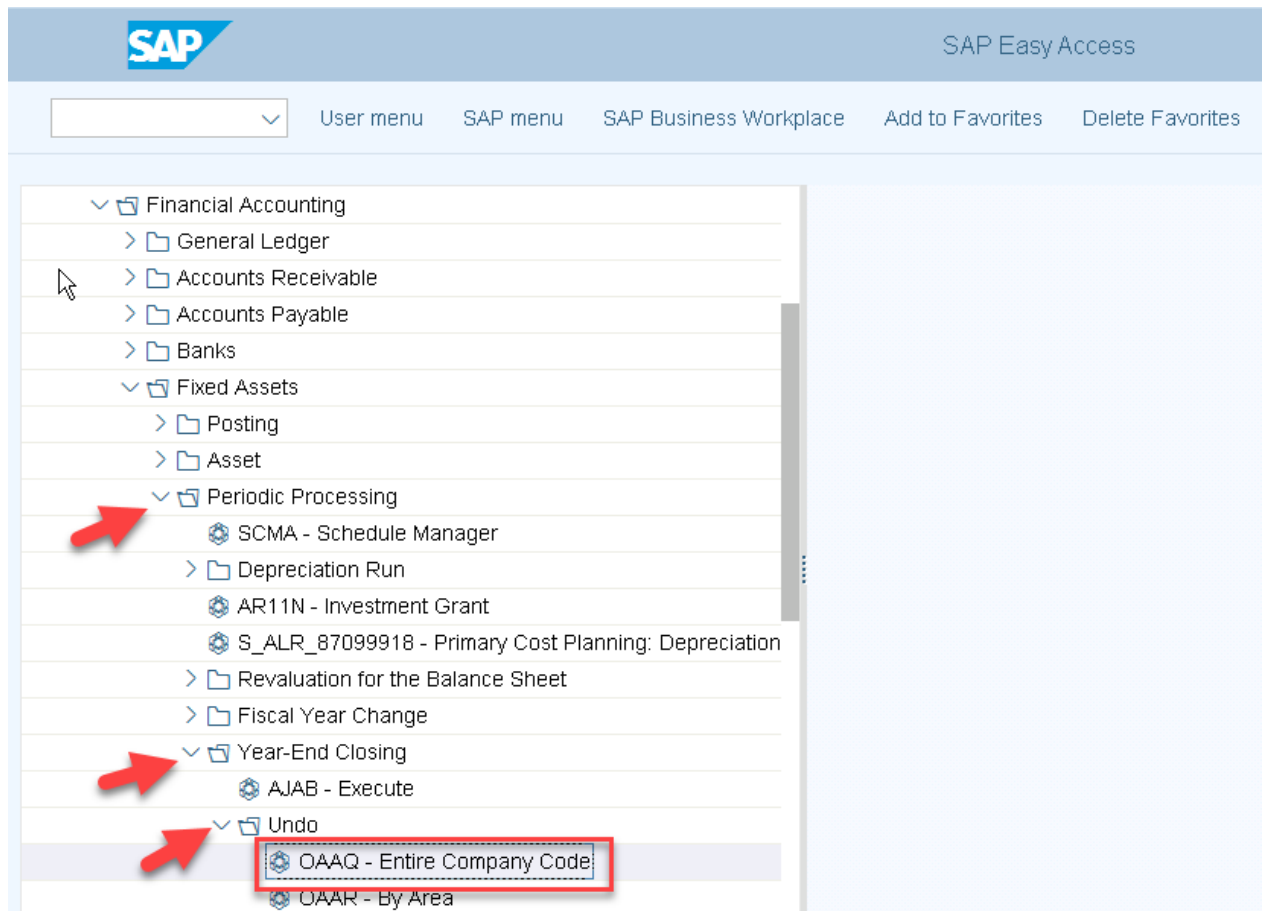 SAP
SAP Easy Access
User menu SAP menu SAP Business Workplace Add to Favorites Delete Favorites
Financial Accounting
General Ledger
Accounts Receivable
Accounts Payable
Banks
Fixed Assets
Posting
Asset
Periodic Processing
SCMA - Schedule Manager
Depreciation Run
AR11N - Investment Grant
S_ALR_87099918 - Primary Cost Planning: Depreciation
Revaluation for the Balance Sheet
Fiscal Year Change
Year-End Closing
AJAB - Execute
Undo
OAAQ - Entire Company Code
OAAR - By Area